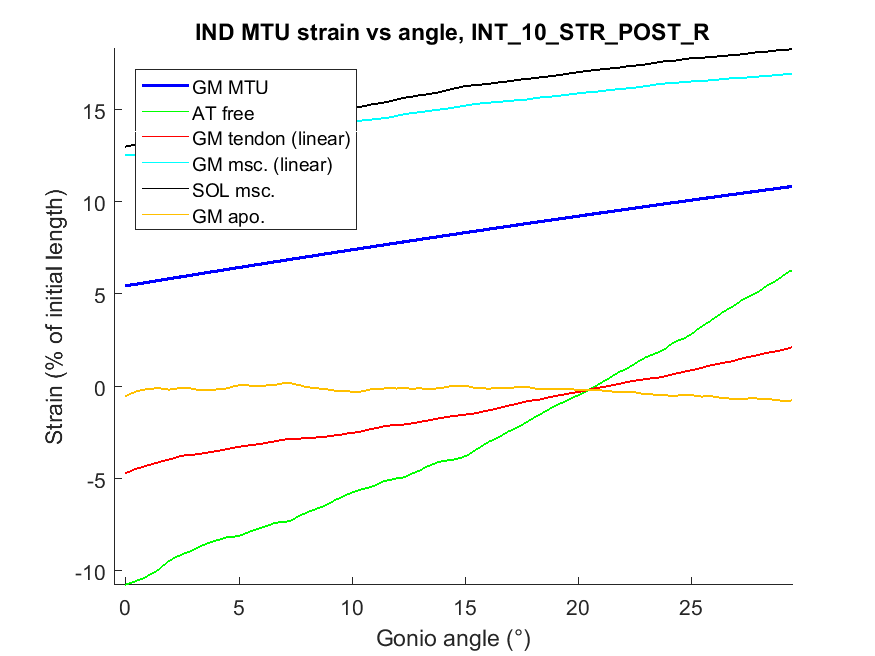 IND MTU strain vs angle, INT_10_STR_POST_R
GM MTU
AT free
GM tendon (linear)
GM msc. (linear)
SOL msc.
GM apo.
Strain (% of initial length)
15
10
5
0
-5
-10
0 5 10 15 20 25
Gonio angle (°)